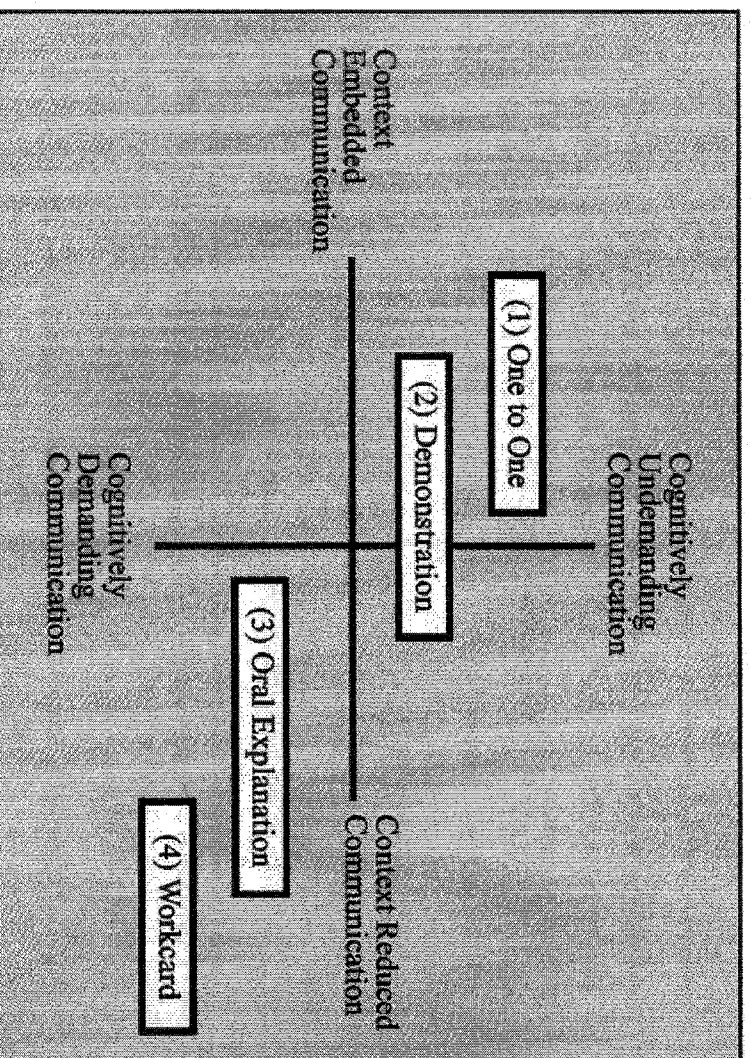 Cognitively
Undemanding
Communication
(1) One to One
(2) Demonstration
Context
Embedded
Communication
Context Reduced
Communication
(3) Oral Explanation
(4) Workcard
Cognitively
Demanding
Communication